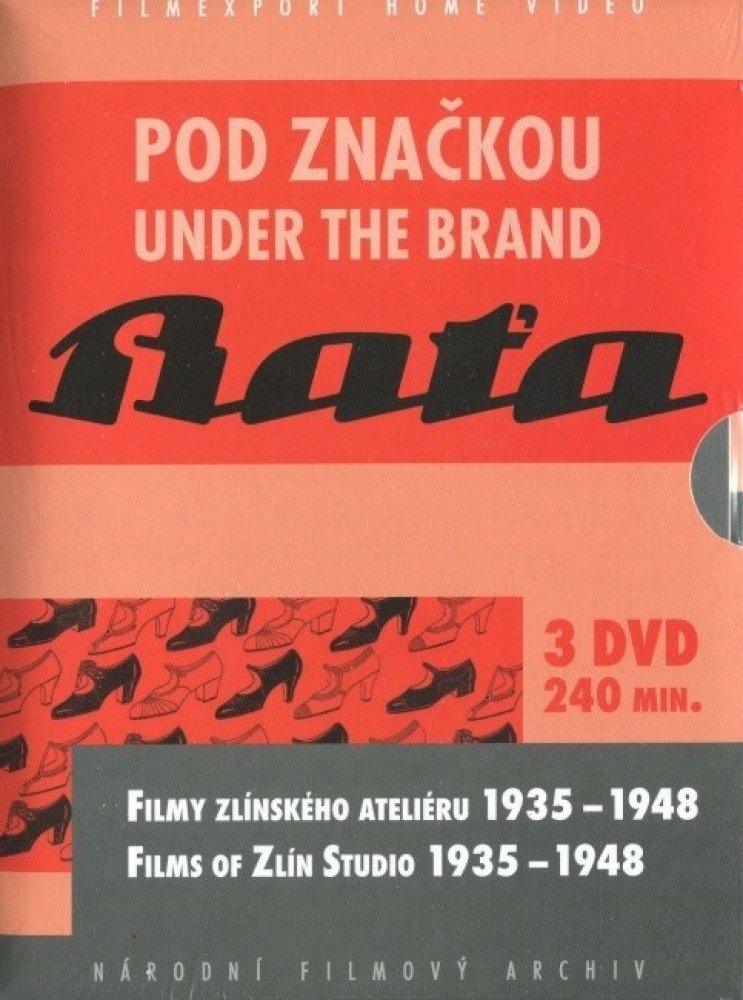 FILMEXPORT HOME VIDEO
POD ZNAČKOU
UNDER THE BRAND
Baťa
3 DVD
240 MIN.
FILMY ZLÍNSKÉHO ATELIÉRU 1935 – 1948
FILMS OF ZLÍN STUDIO 1935 – 1948
NÁRODNÍ FILMOVÝ ARCHIV